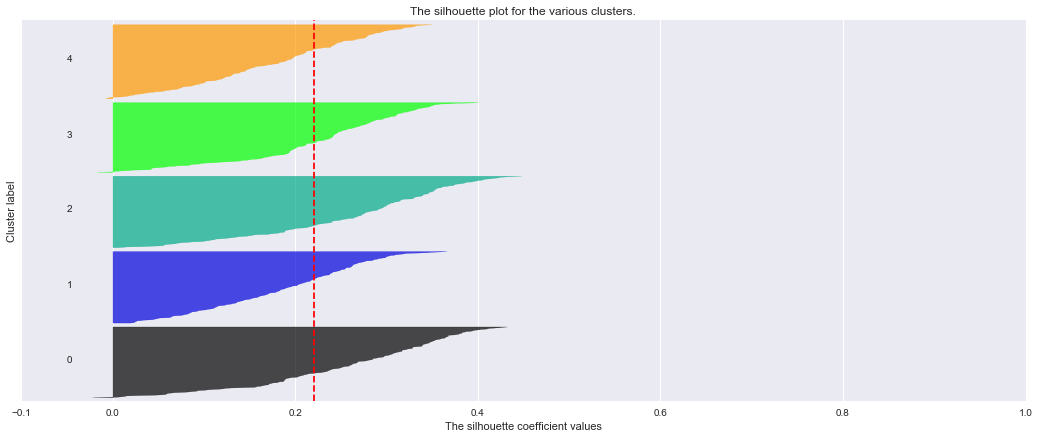 The silhouette plot for the various clusters.
4
3
2
1
0
Cluster label
−0.1 0.0 0.2 0.4 0.6 0.8 1.0
The silhouette coefficient values